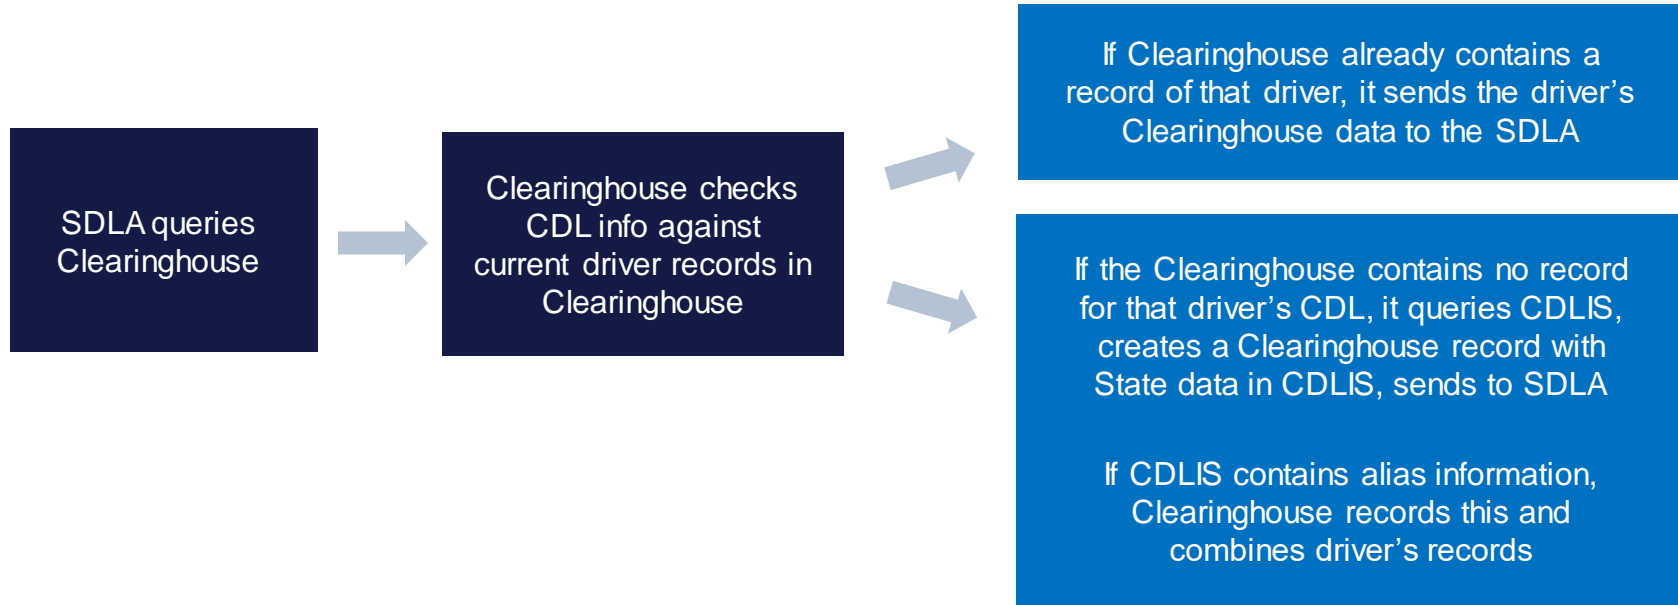 SDLA queries
Clearinghouse
Clearinghouse checks
CDL info against
current driver records in
Clearinghouse
If Clearinghouse already contains a
record of that driver, it sends the driver’s
Clearinghouse data to the SDLA
If the Clearinghouse contains no record
for that driver’s CDL, it queries CDLIS,
creates a Clearinghouse record with
State data in CDLIS, sends to SDLA
If CDLIS contains alias information,
Clearinghouse records this and
combines driver’s records